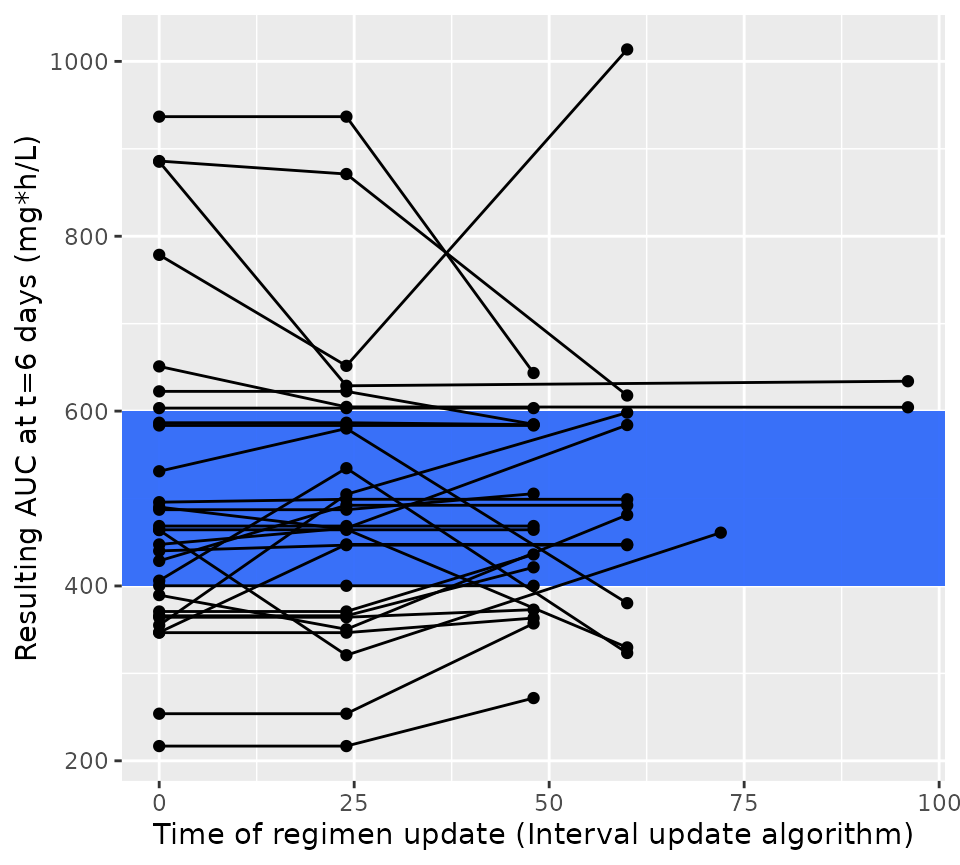 Resulting AUC at t=6 days (mg*h/L)
1000
800
600
400
200
0 25 50 75 100
Time of regimen update (Interval update algorithm)